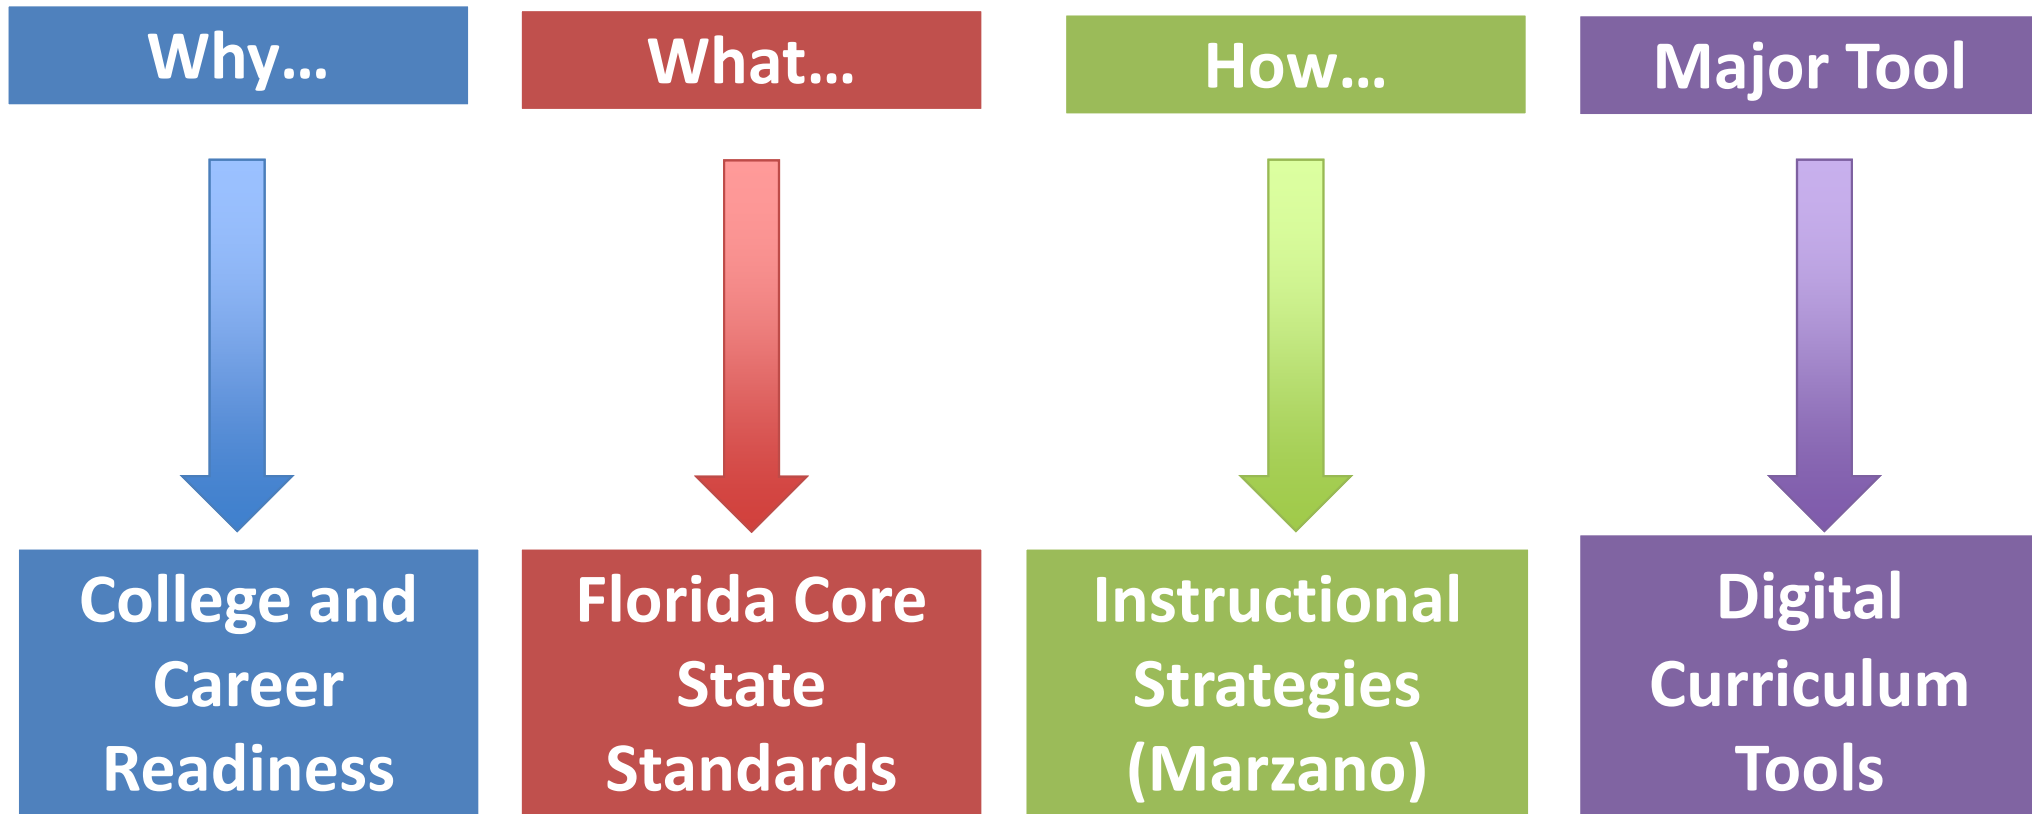 Why…
What…
How…
Major Tool
College and
Career
Readiness
Florida Core
State
Standards
Instructional
Strategies
(Marzano)
Digital
Curriculum
Tools